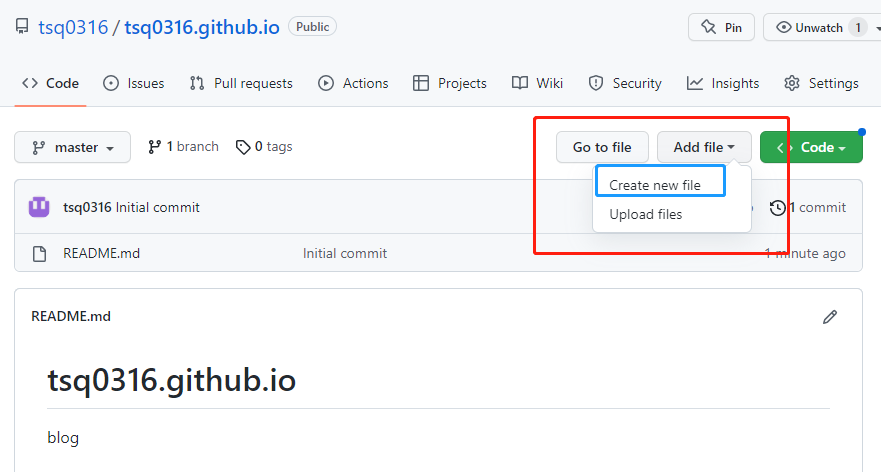 tsq0316 / tsq0316.github.io Public Pin Unwatch 1
Code Issues Pull requests Actions Projects Wiki Security Insights Settings
master 1 branch 0 tags Go to file Add file Code
Create new file
tsq0316 Initial commit 1 commit
Upload files
README.md Initial commit 1 minute ago
README.md
tsq0316.github.io
blog